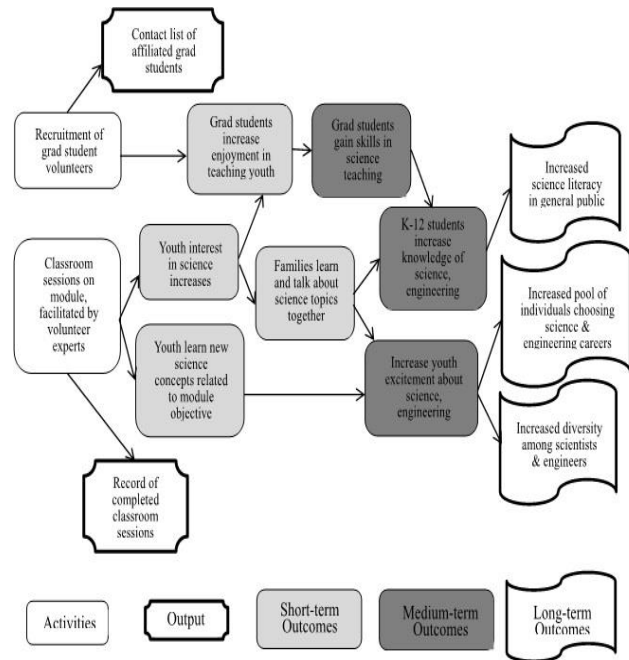 Contact list of
affiliated grad
students
Recruitment of
grad student
volunteers
Grad students
increase
enjoyment in
teaching youth
Grad students
gain skills in
science
teaching
Increased
science literacy
in general public
Classroom
sessions on
module,
facilitated by
volunteer
experts
Youth interest
in science
increases
Families learn
and talk about
science topics
together
K-12 students
increase
knowledge of
science,
engineering
Increased pool of
individuals choosing
science &
engineering careers
Youth learn new
science
concepts related
to module
objective
Increase youth
excitement about
science,
engineering
Increased diversity
among scientists
& engineers
Record of
completed
classroom
sessions
Activities
Output
Short-term
Outcomes
Medium-term
Outcomes
Long-term
Outcomes